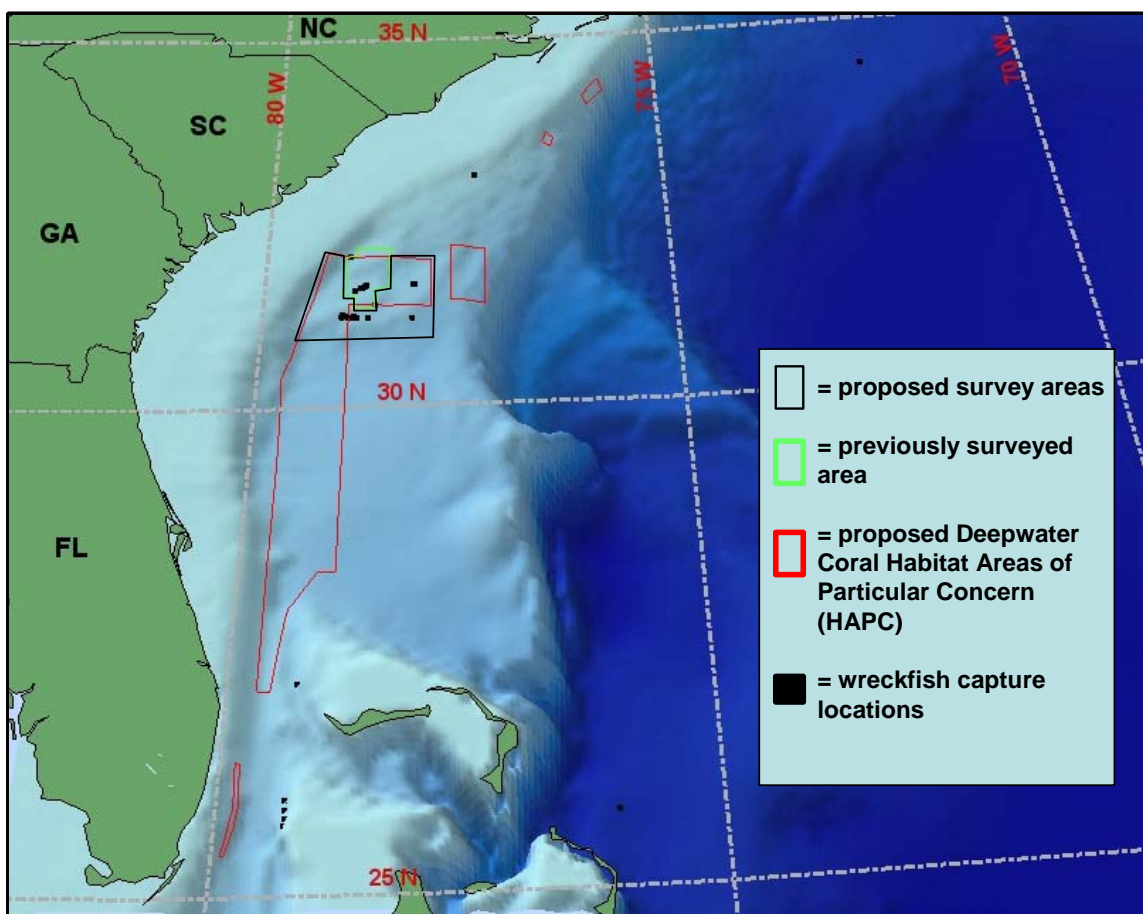 NC
35 N
80 W
75 W
70 W
SC
GA
30 N
FL
25 N
= proposed survey areas
= previously surveyed
area
= proposed Deepwater
Coral Habitat Areas of
Particular Concern
(HAPC)
= wreckfish capture
locations